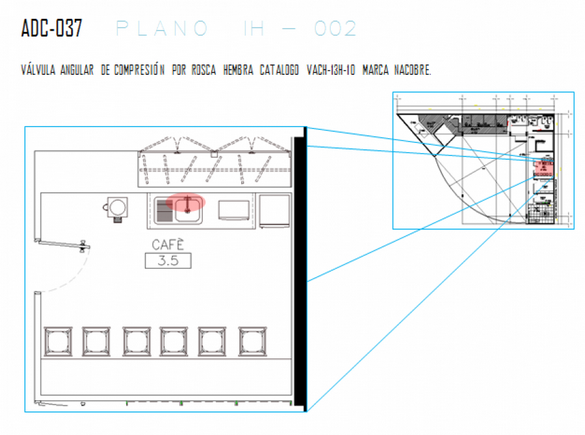 ADC-037 PLANO IH - 002
VÁLVULA ANGULAR DE COMPRESIÓN POR ROSCA HEMBRA CATALOGO VACH-13H-10 MARCA NACOBRE.
CAFÈ
3.5